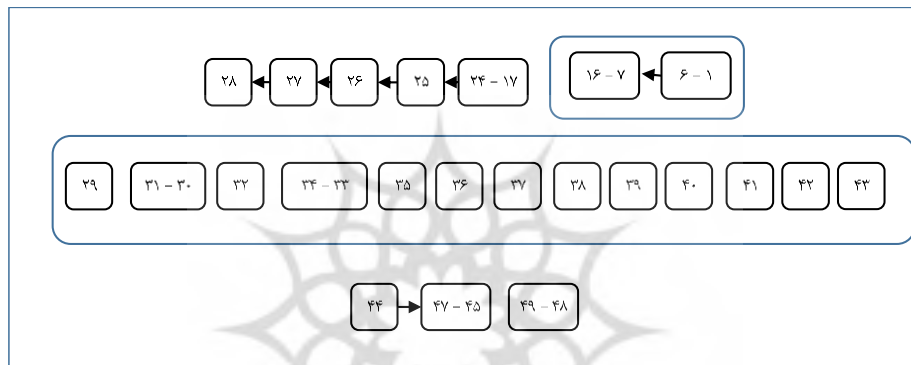 ۱ – ۶ ۷ – ۱۶ ۱۷ – ۲۴ ۲۵ ۲۶ ۲۷ ۲۸
۴۳ ۴۲ ۴۱ ۴۰ ۳۹ ۳۸ ۳۷ ۳۶ ۳۵ ۳۳ – ۳۴ ۳۲ ۳۰ – ۳۱ ۲۹
۴۸ – ۴۹ ۴۵ – ۴۷ ۴۴